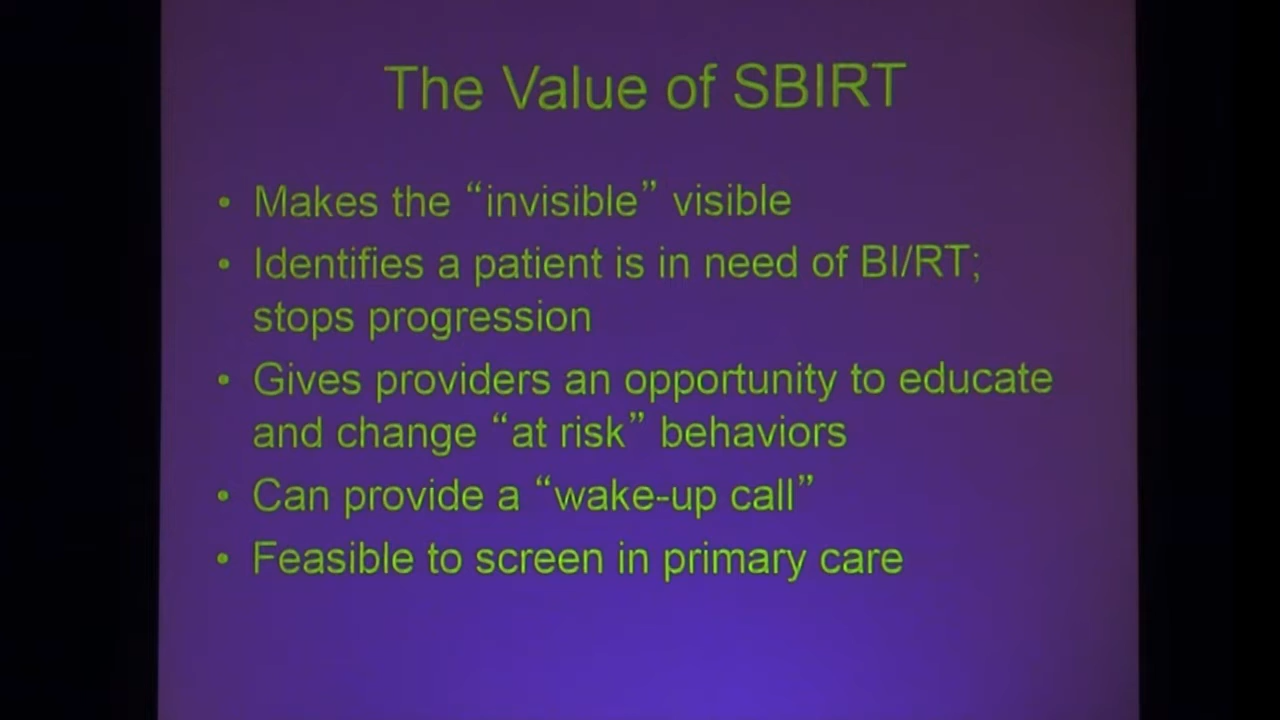 The Value of SBIRT
• Makes the “invisible” visible
• Identifies a patient is in need of BI/RT;
stops progression
• Gives providers an opportunity to educate
and change “at risk” behaviors
• Can provide a “wake-up call”
• Feasible to screen in primary care